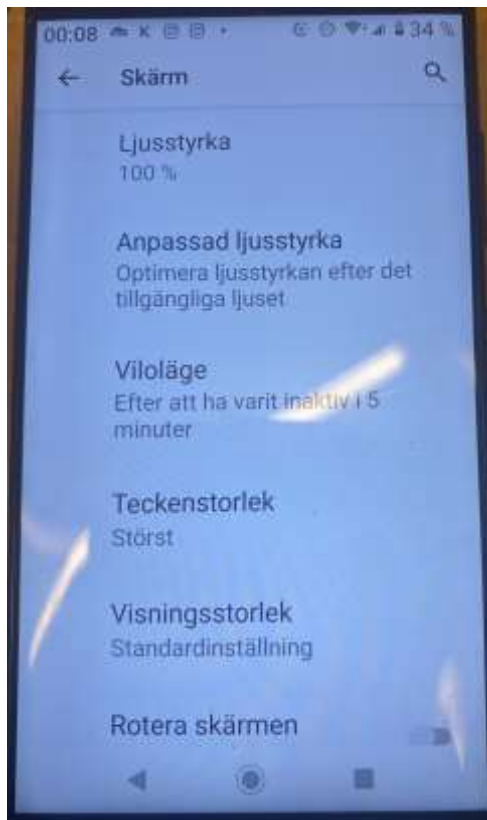 00:08 34 %
Skärm
Ljusstyrka
100 %
Anpassad ljusstyrka
Optimera ljusstyrkan efter det
tillgängliga ljuset
Viloläge
Efter att ha varit inaktiv i 5
minuter
Teckenstorlek
Störst
Visningsstorlek
Standardinställning
Rotera skärmen